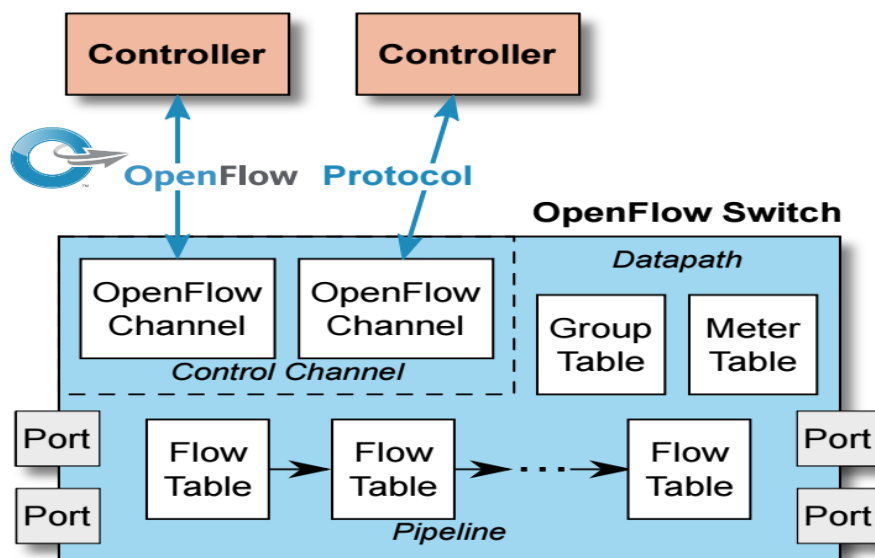 Controller
Controller
OpenFlow Protocol
™
OpenFlow Switch
Datapath
OpenFlow
Channel
OpenFlow
Channel
Control Channel
Group
Table
Meter
Table
Port
Port
Port
Port
Flow
Table
Flow
Table
...
Flow
Table
Pipeline